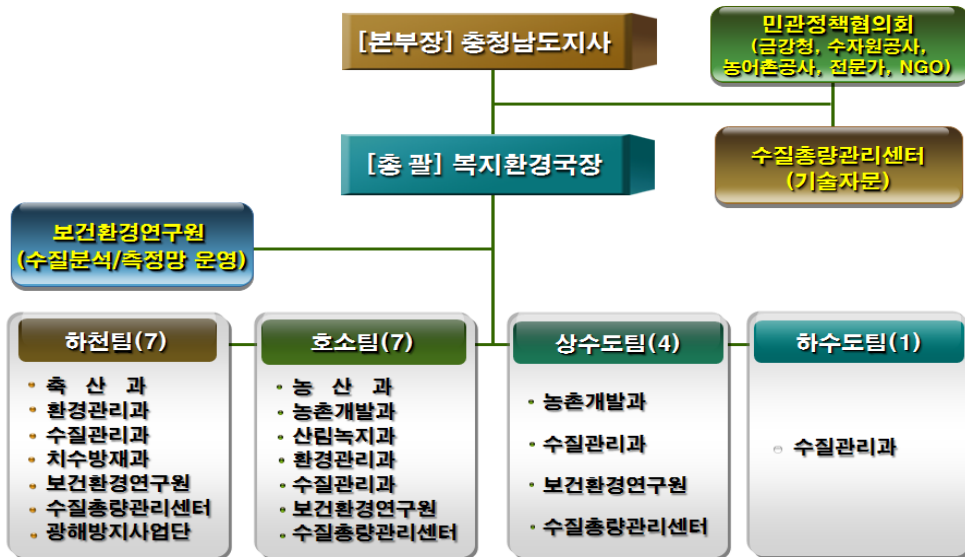 [본부장] 충청남도지사
민관정책협의회
(금강청, 수자원공사,
농어촌공사, 전문가, NGO)
[총 괄] 복지환경국장
수질총량관리센터
(기술자문)
보건환경연구원
(수질분석/측정망 운영)
하천팀(7)
축 산 과
환경관리과
수질관리과
치수방재과
보건환경연구원
수질총량관리센터
광해방지사업단
호소팀(7)
농 산 과
농촌개발과
산림녹지과
환경관리과
수질관리과
보건환경연구원
수질총량관리센터
상수도팀(4)
농촌개발과
수질관리과
보건환경연구원
수질총량관리센터
하수도팀(1)
수질관리과